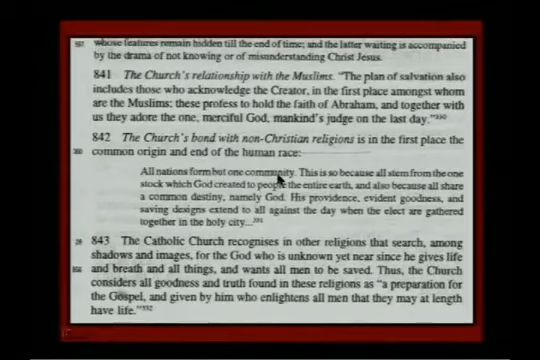 whose features remain hidden till the end of time; and the latter waiting is accompanied
by the drama of not knowing or of misunderstanding Christ Jesus.
841 The Church's relationship with the Muslims. "The plan of salvation also
includes those who acknowledge the Creator, in the first place amongst whom
are the Muslims; these profess to hold the faith of Abraham, and together with
us they adore the one, merciful God, mankind's judge on the last day."330
842 The Church's bond with non-Christian religions is in the first place the
360 common origin and end of the human race:
All nations form but one community. This is so because all stem from the one
stock which God created to people the entire earth, and also because all share
a common destiny, namely God. His providence, evident goodness, and
saving designs extend to all against the day when the elect are gathered
together in the holy city...331
843 The Catholic Church recognises in other religions that search, among
shadows and images, for the God who is unknown yet near since he gives life
and breath and all things, and wants all men to be saved. Thus, the Church
considers all goodness and truth found in these religions as "a preparation for
the Gospel, and given by him who enlightens all men that they may at length
have life."332